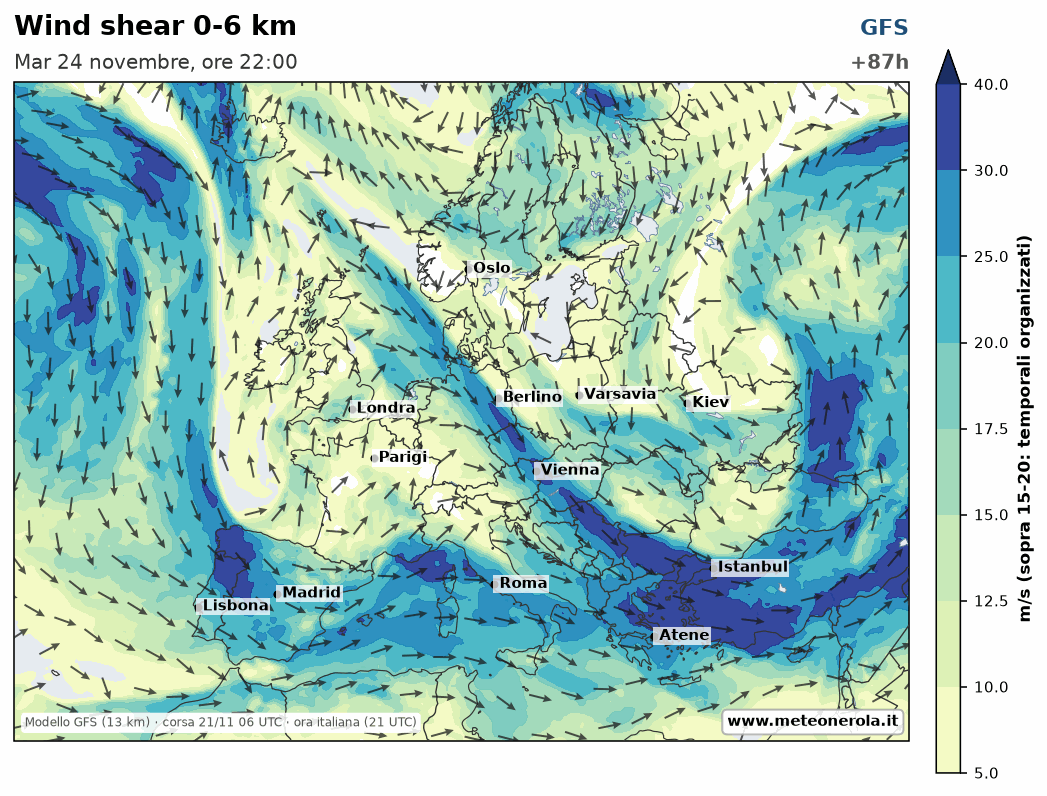 Wind shear 0-6 km
GFS
Mar 24 novembre, ore 22:00
+87h
40.0
30.0
25.0
20.0
17.5
15.0
12.5
10.0
5.0
m/s (sopra 15-20: temporali organizzati)
Oslo
Berlino
Varsavia
Kiev
Londra
Parigi
Vienna
Istanbul
Roma
Madrid
Lisbona
Atene
Modello GFS (13 km) · corsa 21/11 06 UTC · ora italiana (21 UTC)
www.meteonerola.it